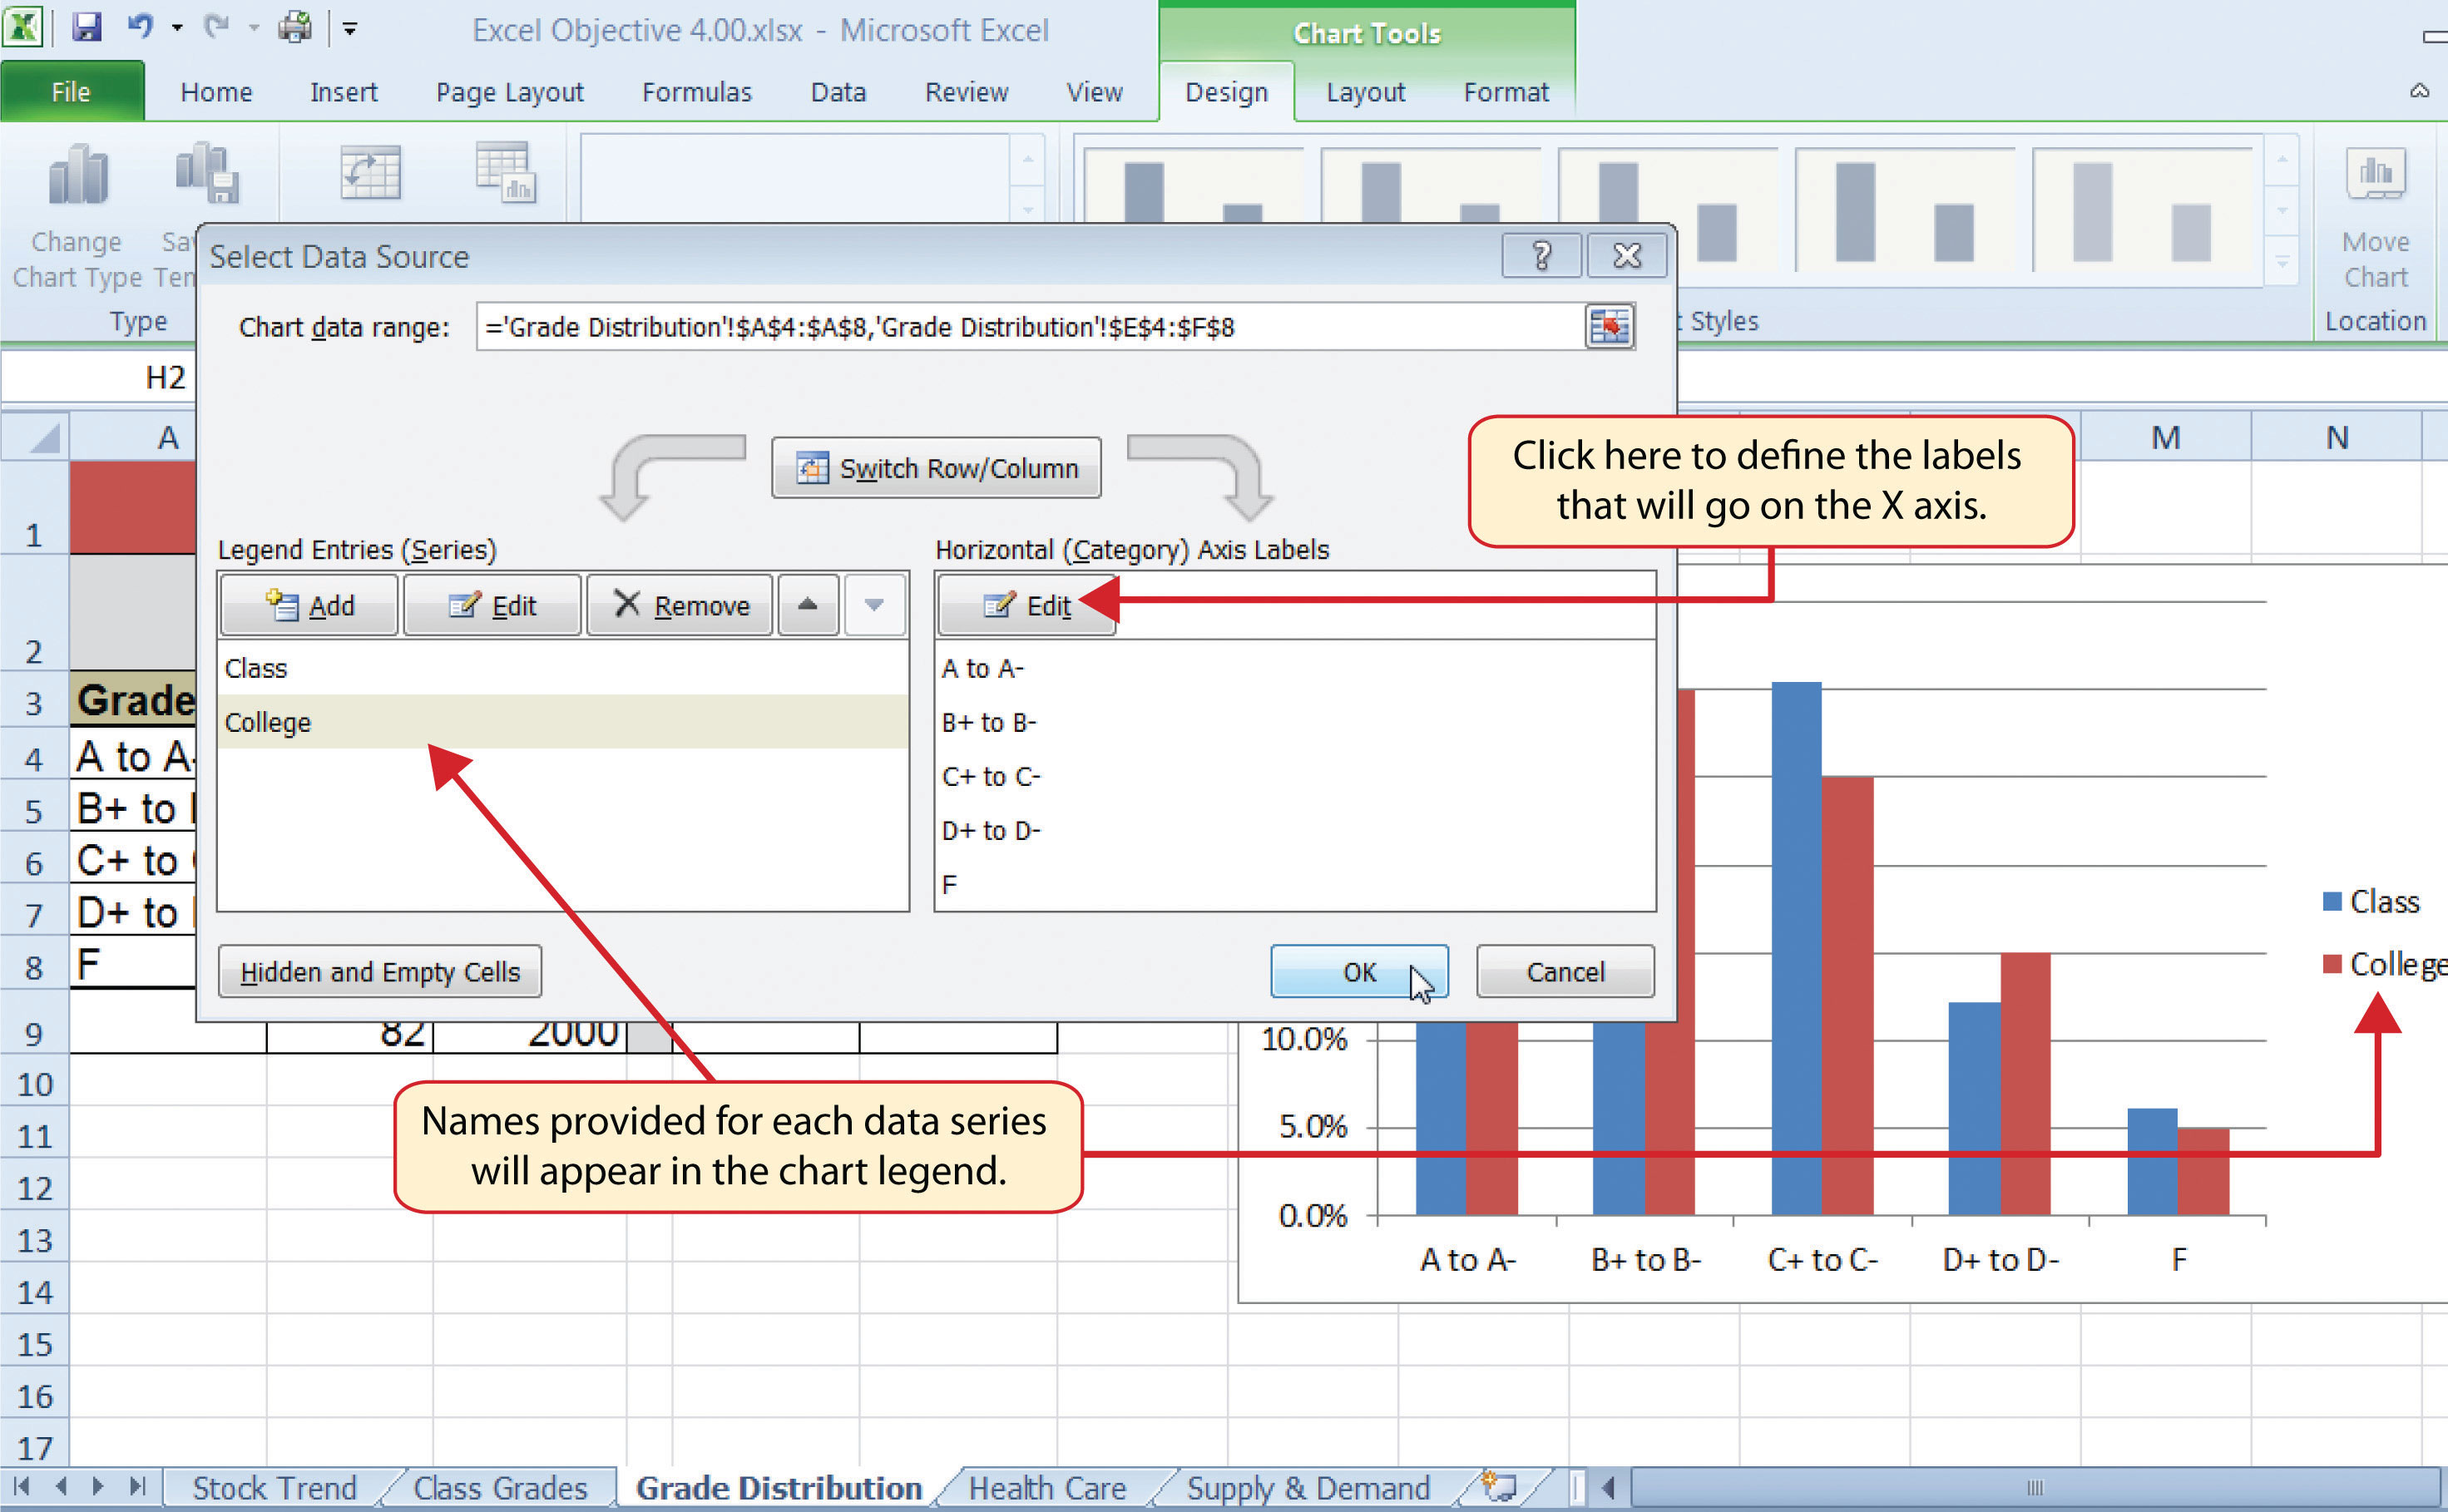 Excel Objective 4.00.xlsx - Microsoft Excel
Chart Tools
File Home Insert Page Layout Formulas Data Review View Design Layout Format
Change
Chart Type
Type
Styles
Move
Chart
Location
Select Data Source
Chart data range: ='Grade Distribution'!$A$4:$A$8,'Grade Distribution'!$E$4:$F$8
H2
Switch Row/Column
Click here to define the labels
that will go on the X axis.
A M N
Legend Entries (Series)
Horizontal (Category) Axis Labels
Add Edit Remove
Edit
Class
College
A to A-
B+ to B-
C+ to C-
D+ to D-
F
Hidden and Empty Cells
OK Cancel
1
2
3 Grade
4 A to A-
5 B+ to
6 C+ to
7 D+ to
8 F
9 82 2000
10
11
12
13
14
15
16
17
Names provided for each data series
will appear in the chart legend.
Class
College
10.0%
5.0%
0.0%
A to A- B+ to B- C+ to C- D+ to D- F
Stock Trend Class Grades Grade Distribution Health Care Supply & Demand